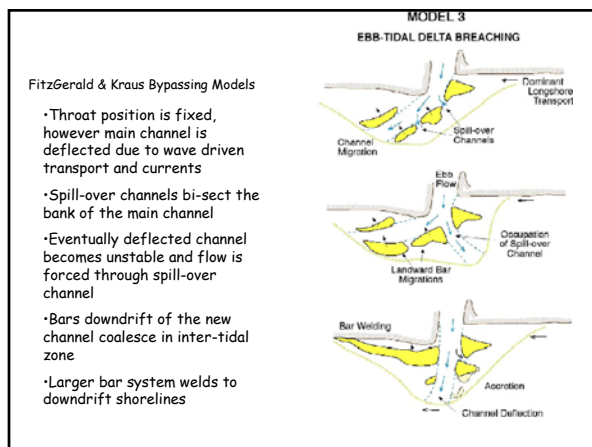 FitzGerald & Kraus Bypassing Models
•Throat position is fixed,
however main channel is
deflected due to wave driven
transport and currents
•Spill-over channels bi-sect the
bank of the main channel
•Eventually deflected channel
becomes unstable and flow is
forced through spill-over
channel
•Bars downdrift of the new
channel coalesce in inter-tidal
zone
•Larger bar system welds to
downdrift shorelines
MODEL 3
EBB-TIDAL DELTA BREACHING
Dominant
Longshore
Transport
Spill-over
Channels
Channel
Migration
Ebb
Flow
Occupation
of Spill-over
Channel
Landward Bar
Migrations
Bar Welding
Accretion
Channel Deflection